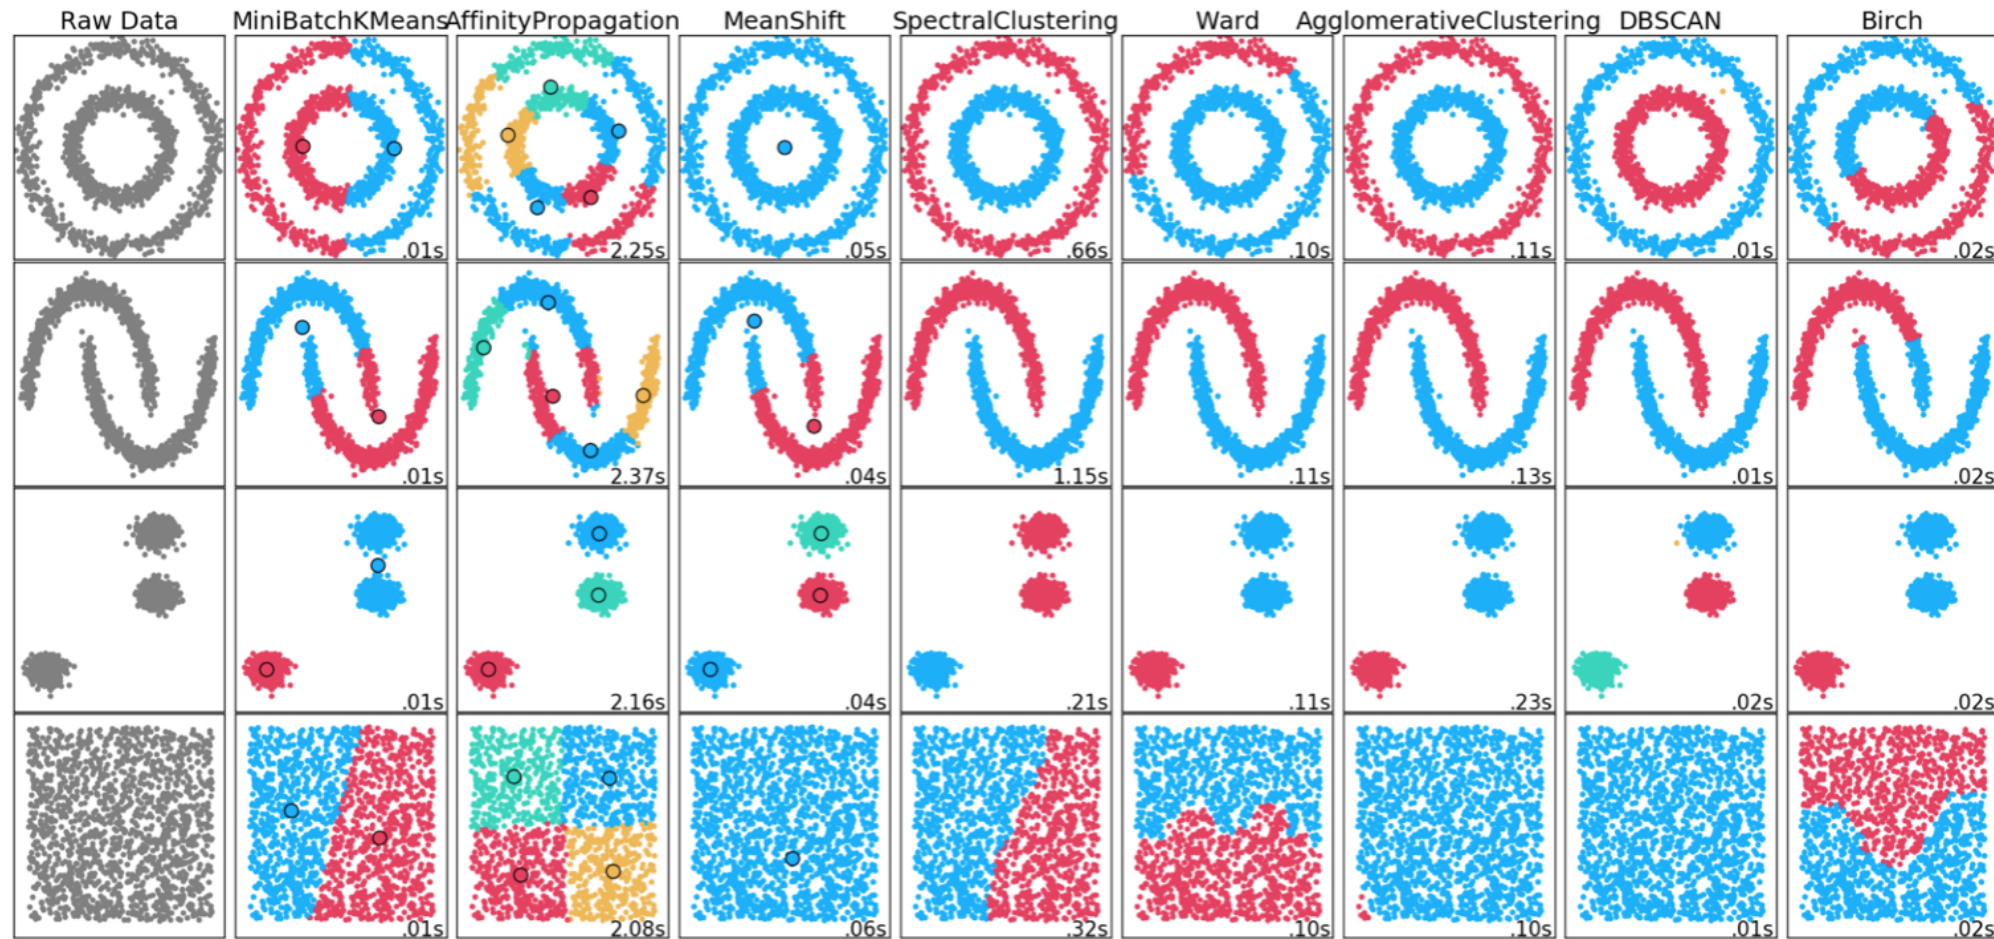 Raw Data MiniBatchKMeans AffinityPropagation MeanShift SpectralClustering Ward AgglomerativeClustering DBSCAN Birch
.01s 2.25s .05s .66s .10s .11s .01s .02s
.01s 2.37s .04s 1.15s .11s .13s .01s .02s
.01s 2.16s .04s .21s .11s .23s .02s .02s
.01s 2.08s .06s .32s .10s .10s .01s .02s